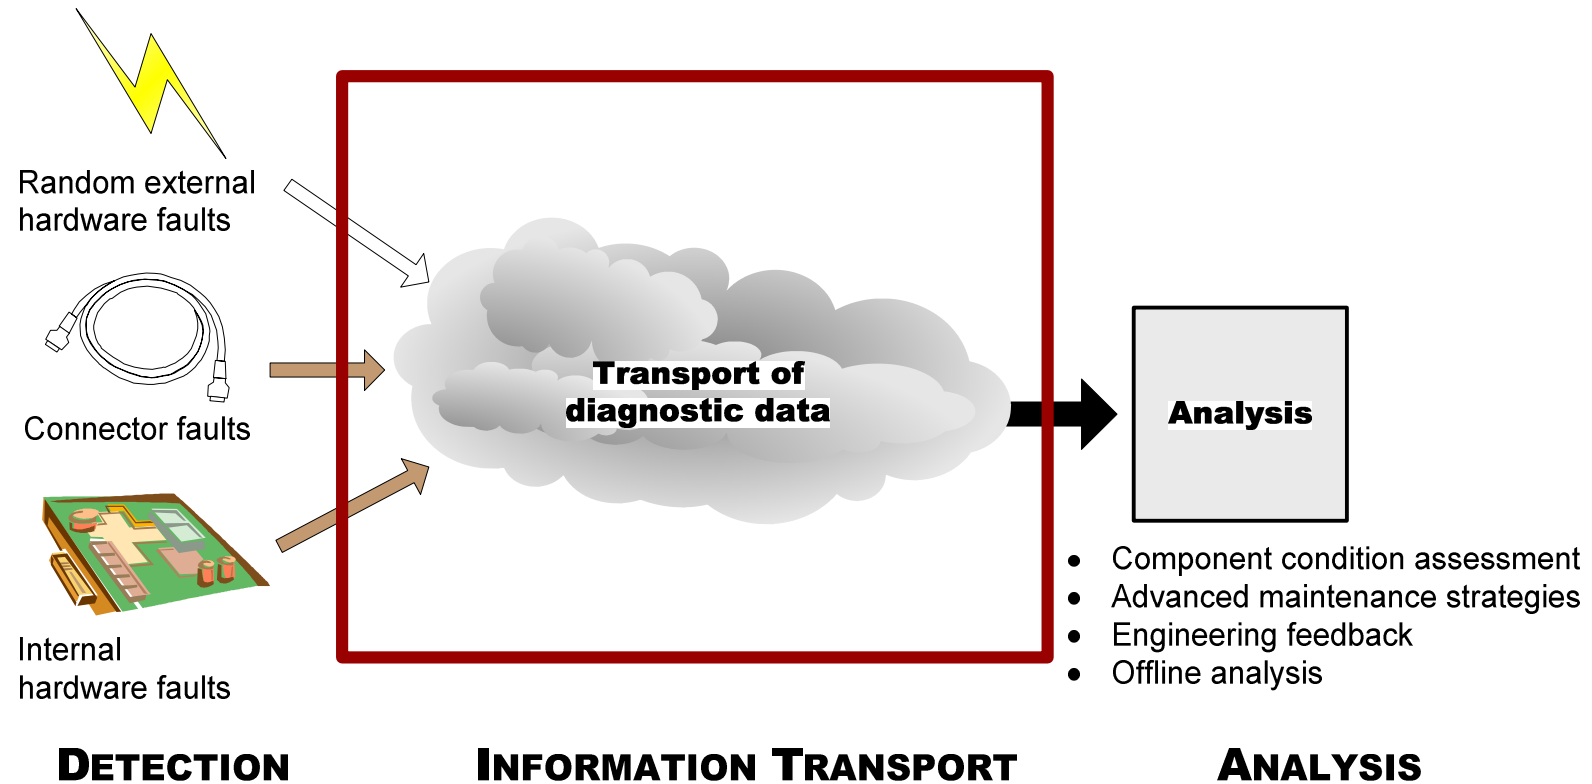 Random external
hardware faults
Connector faults
Internal
hardware faults
Transport of
diagnostic data
Analysis
• Component condition assessment
• Advanced maintenance strategies
• Engineering feedback
• Offline analysis
DETECTION
INFORMATION TRANSPORT
ANALYSIS